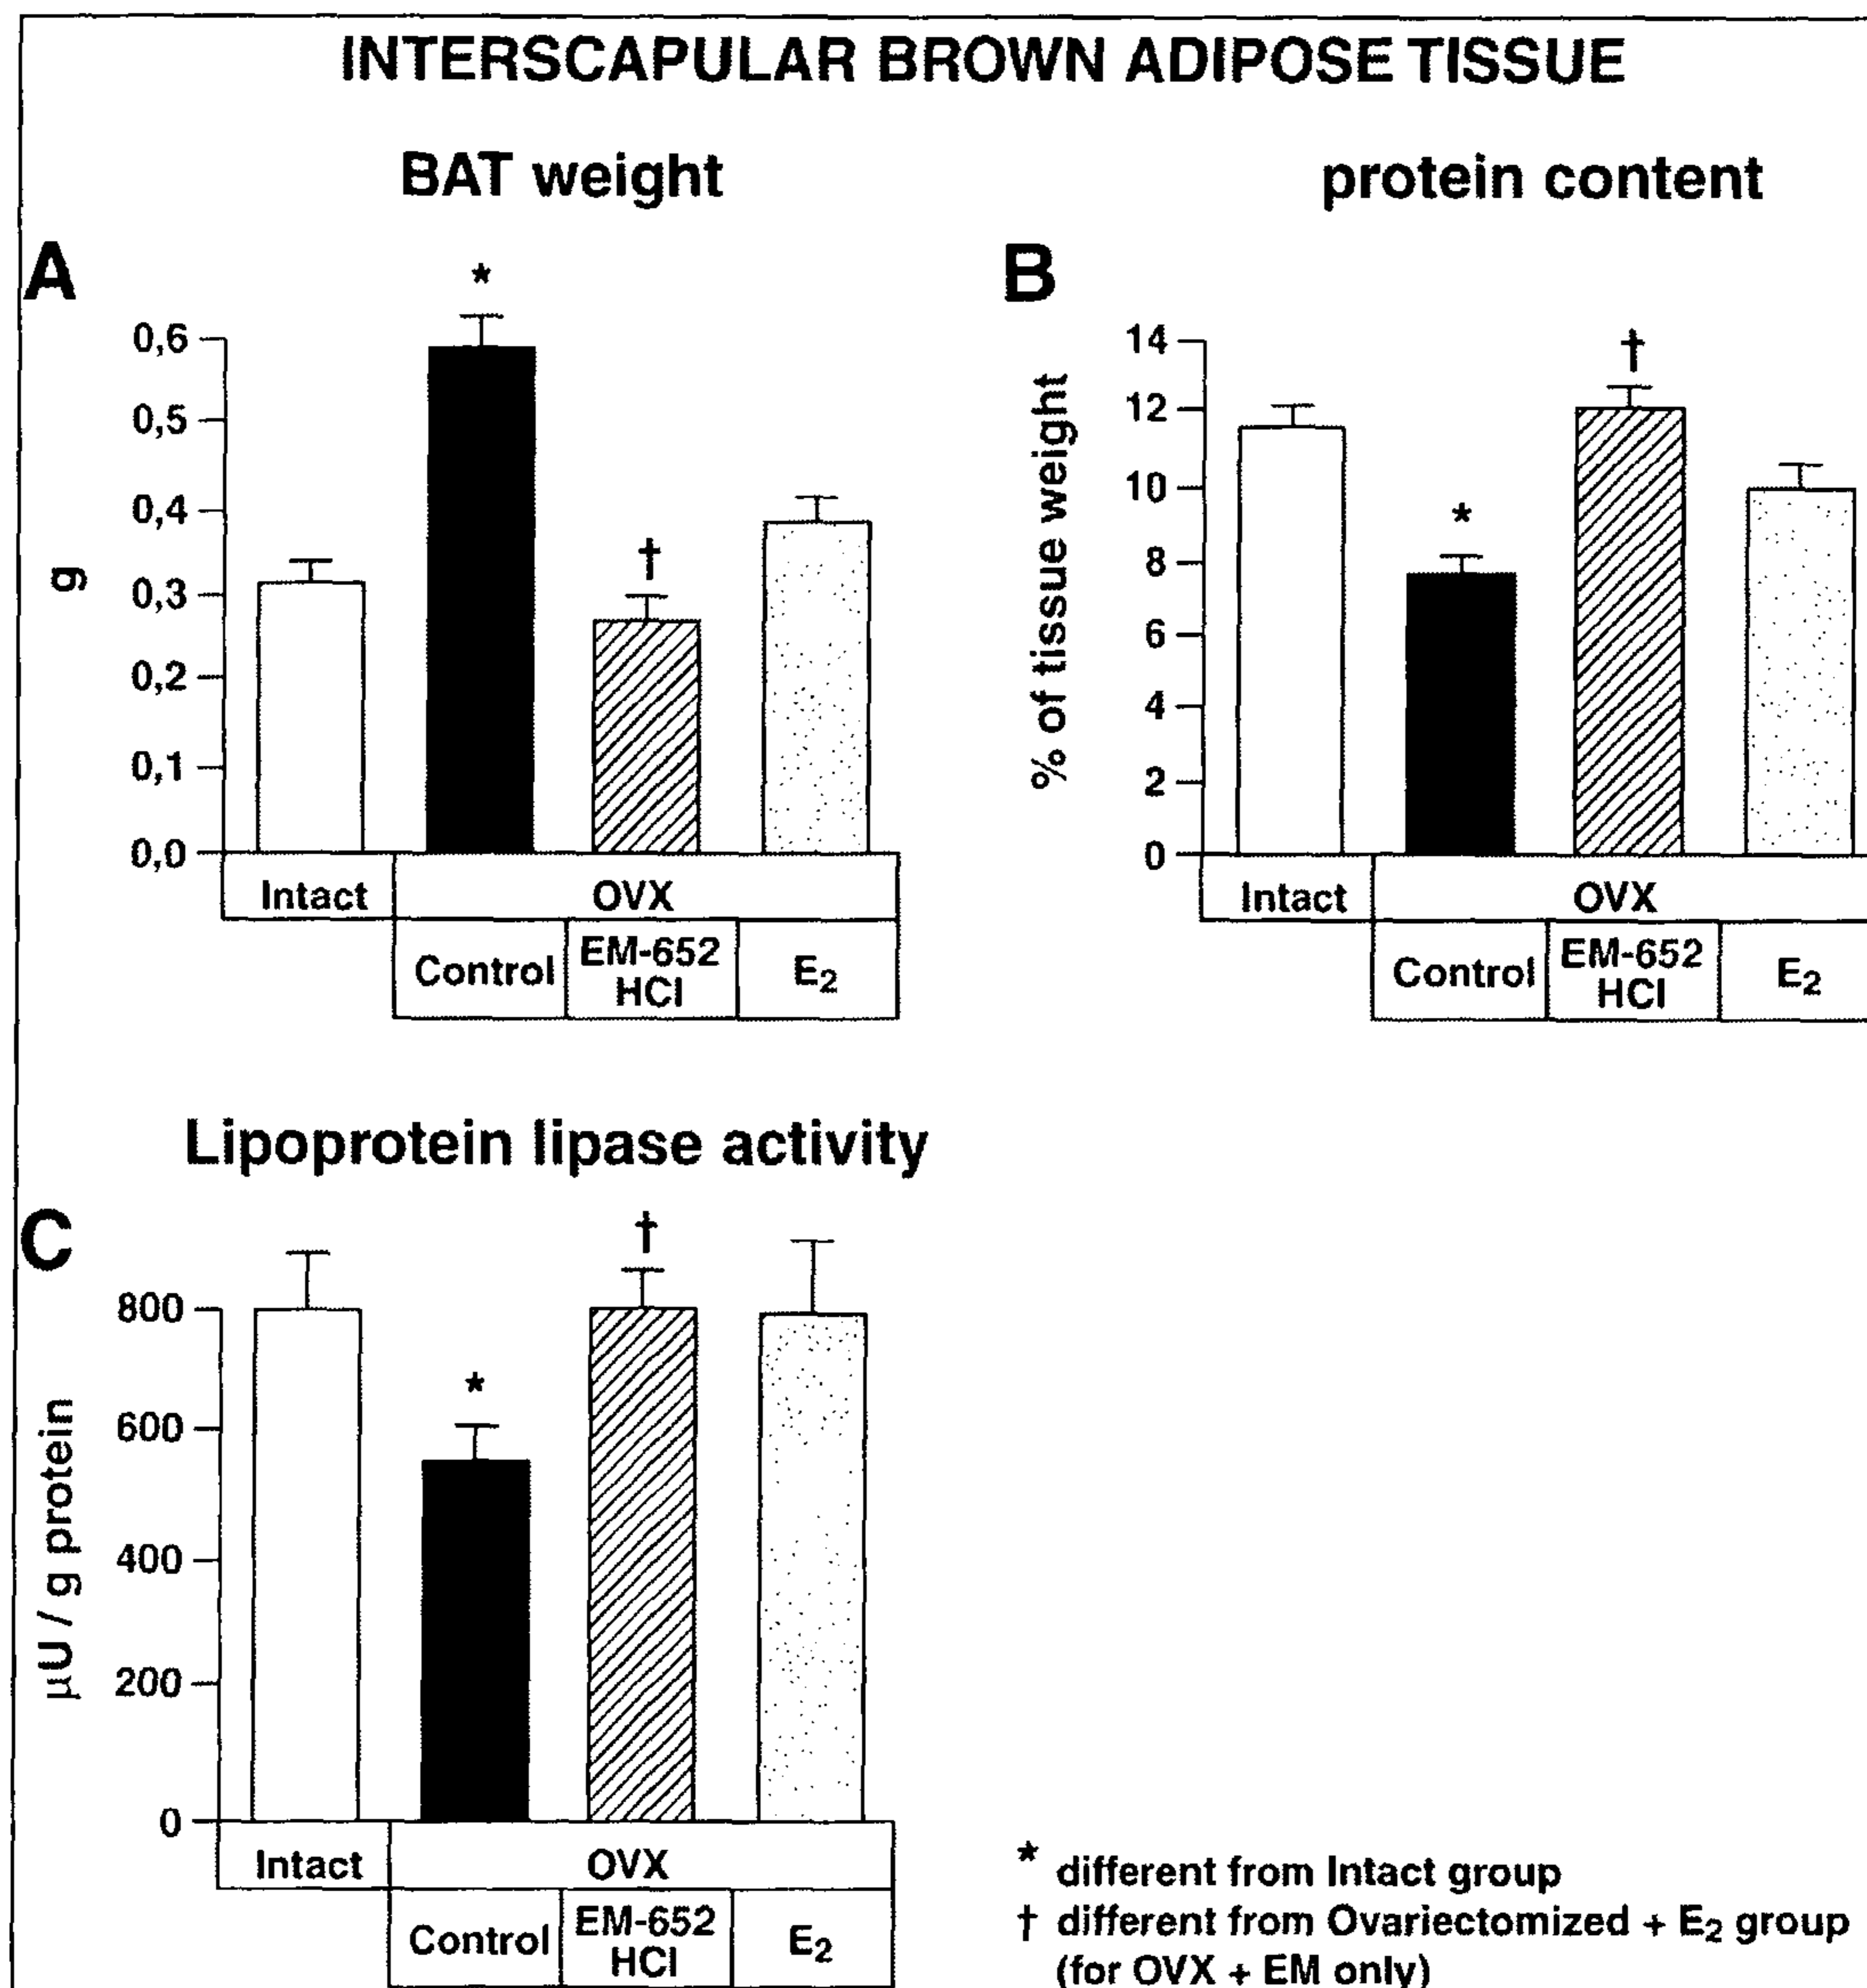 INTERSCAPULAR BROWN ADIPOSE TISSUE
BAT weight
A
*
†
g
0,6
0,5
0,4
0,3
0,2
0,1
0,0
Intact
OVX
Control
EM-652
HCl
E₂
protein content
B
*
†
% of tissue weight
14
12
10
8
6
4
2
0
Intact
OVX
Control
EM-652
HCl
E₂
Lipoprotein lipase activity
C
*
†
µU / g protein
800
600
400
200
0
Intact
OVX
Control
EM-652
HCl
E₂
* different from Intact group
† different from Ovariectomized + E₂ group
(for OVX + EM only)